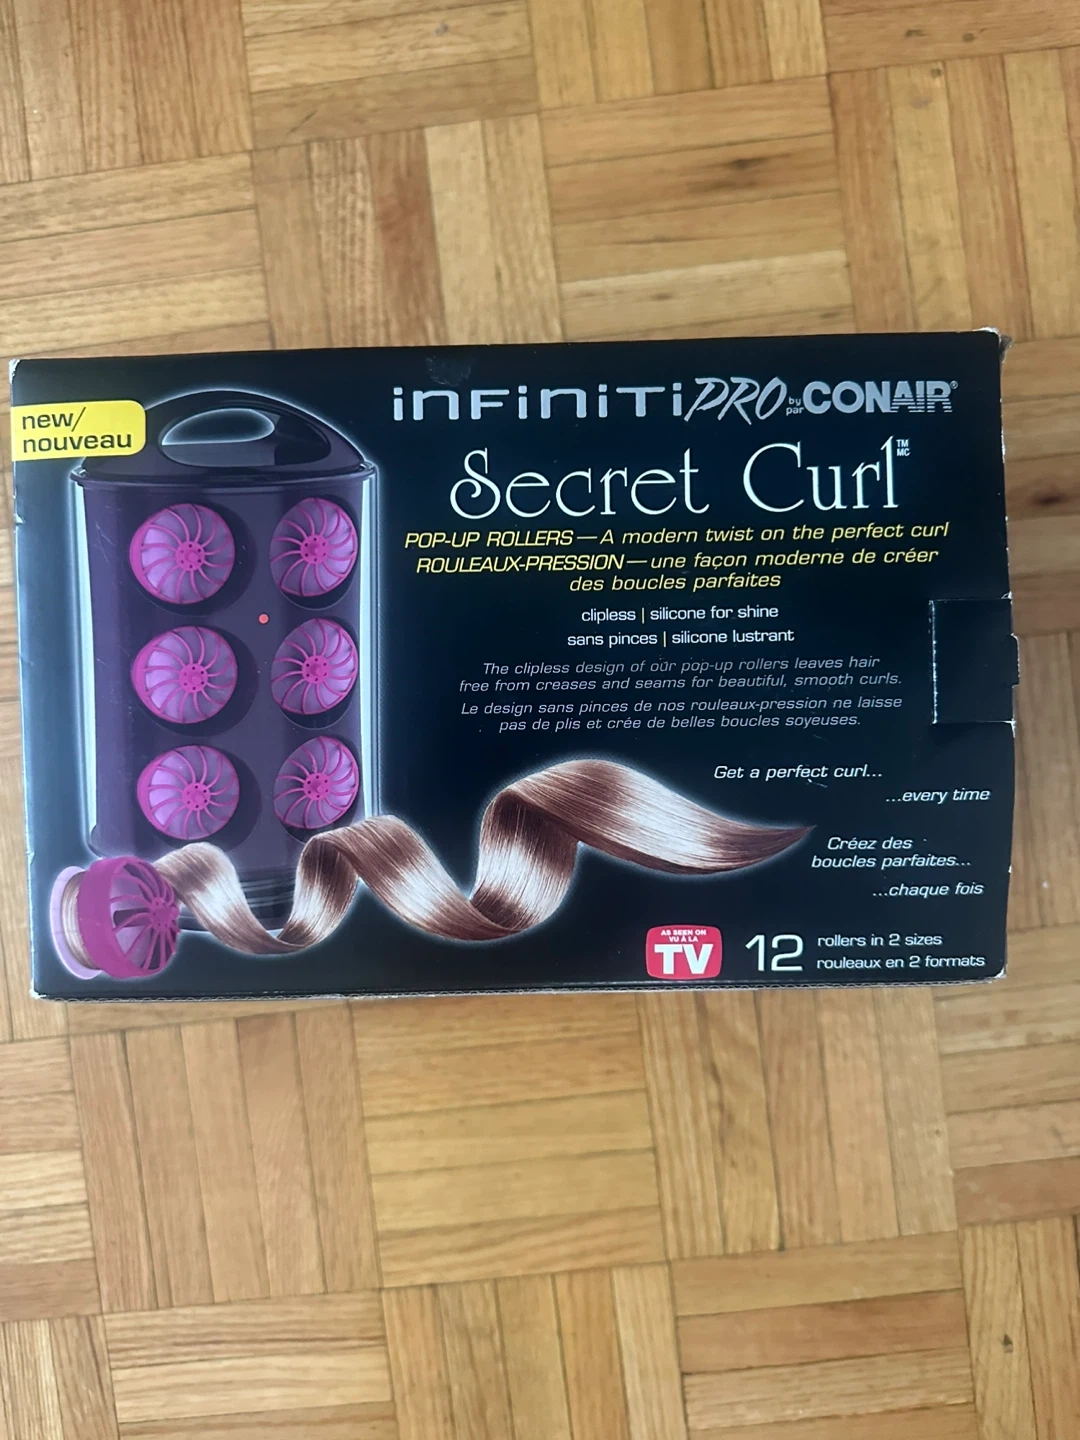 new/
nouveau
infiniTiPRO by par CONAIR®
Secret Curl™ MC
POP-UP ROLLERS — A modern twist on the perfect curl
ROULEAUX-PRESSION — une façon moderne de créer
des boucles parfaites
clipless | silicone for shine
sans pinces | silicone lustrant
The clipless design of our pop-up rollers leaves hair
free from creases and seams for beautiful, smooth curls.
Le design sans pinces de nos rouleaux-pression ne laisse
pas de plis et crée de belles boucles soyeuses.
Get a perfect curl...
...every time
Créez des
boucles parfaites...
...chaque fois
AS SEEN ON
VU À LA
TV
12
rollers in 2 sizes
rouleaux en 2 formats